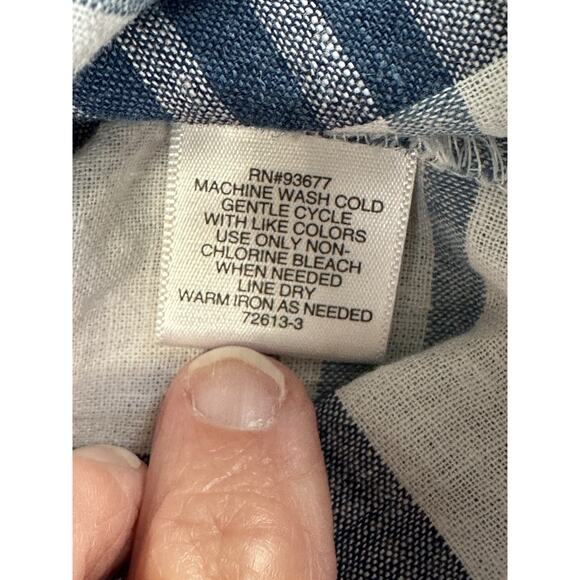 RN#93677
MACHINE WASH COLD
GENTLE CYCLE
WITH LIKE COLORS
USE ONLY NON-
CHLORINE BLEACH
WHEN NEEDED
LINE DRY
WARM IRON AS NEEDED
72613-3